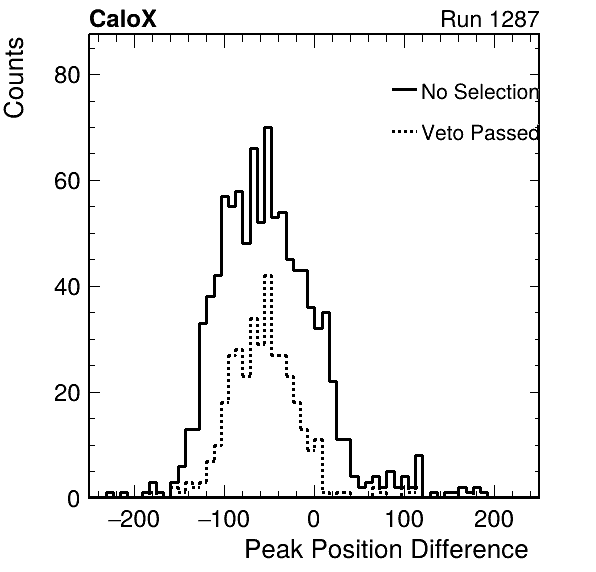 CaloX Run 1287
Counts
80
60
40
20
0
No Selection
Veto Passed
−200 −100 0 100 200
Peak Position Difference